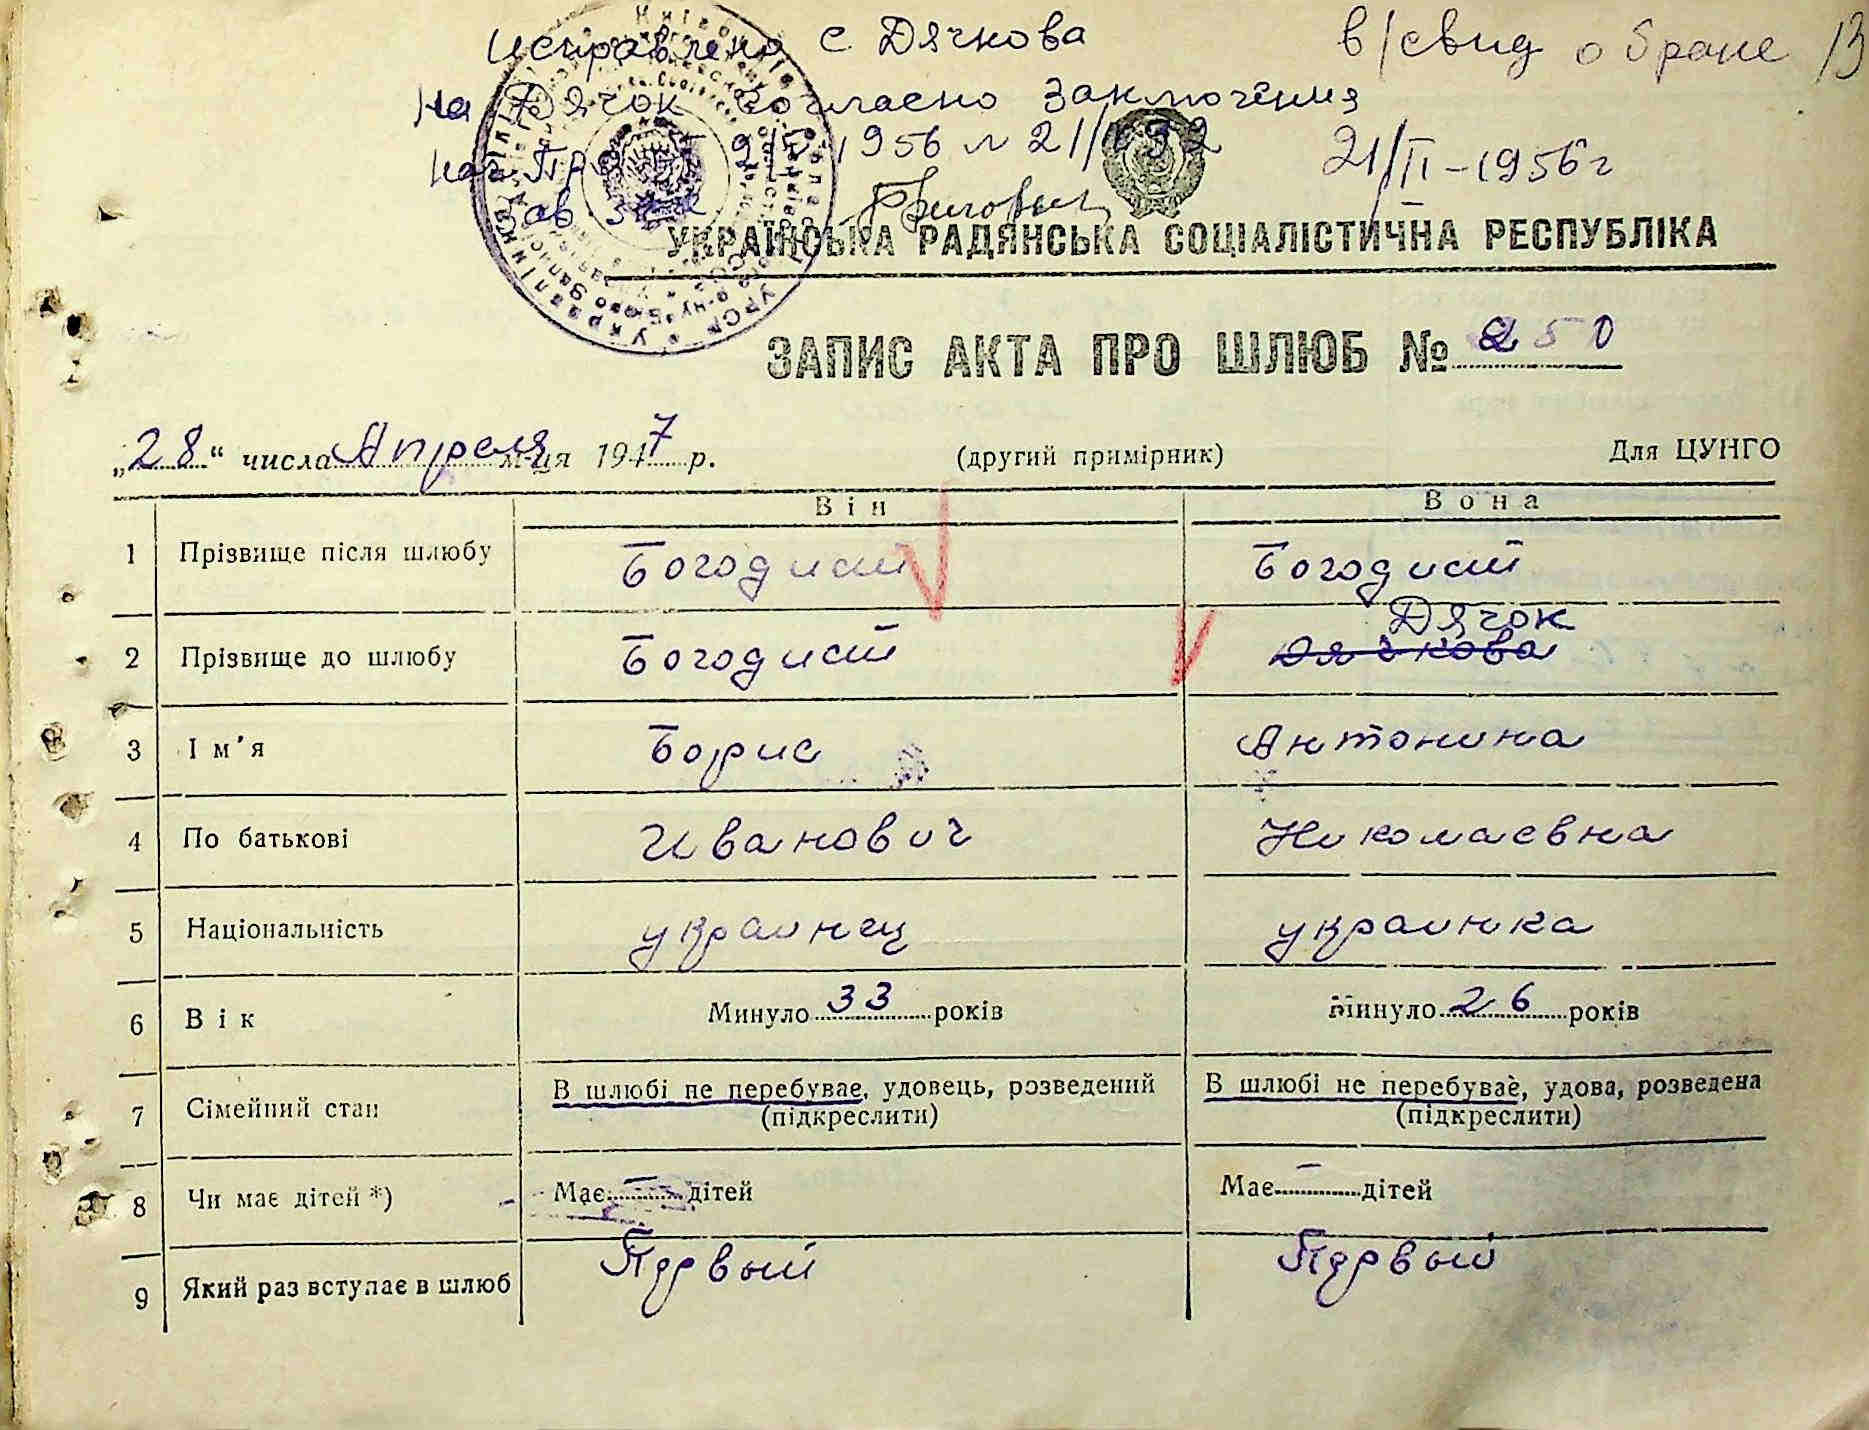 Исправлено с Дячкова в/свид о браке 13
на Дячок согласно заключения
1956 21/II-1956г
УКРАЇНСЬКА РАДЯНСЬКА СОЦІАЛІСТИЧНА РЕСПУБЛІКА
ЗАПИС АКТА ПРО ШЛЮБ № 250
„28“ числа Апреля м-ця 1947 р. (другий примірник) Для ЦУНГО
Він Вона
1 Прізвище після шлюбу Богодист Богодист
Дячок
2 Прізвище до шлюбу Богодист Дячкова
3 Ім'я Борис Антонина
4 По батькові Иванович Николаевна
5 Національність украинец украинка
6 Вік Минуло 33 років Минуло 26 років
7 Сімейний стан В шлюбі не перебуває, удовець, розведений В шлюбі не перебуває, удова, розведена
(підкреслити) (підкреслити)
8 Чи має дітей *) Має — дітей Має — дітей
9 Який раз вступає в шлюб Первый Первый